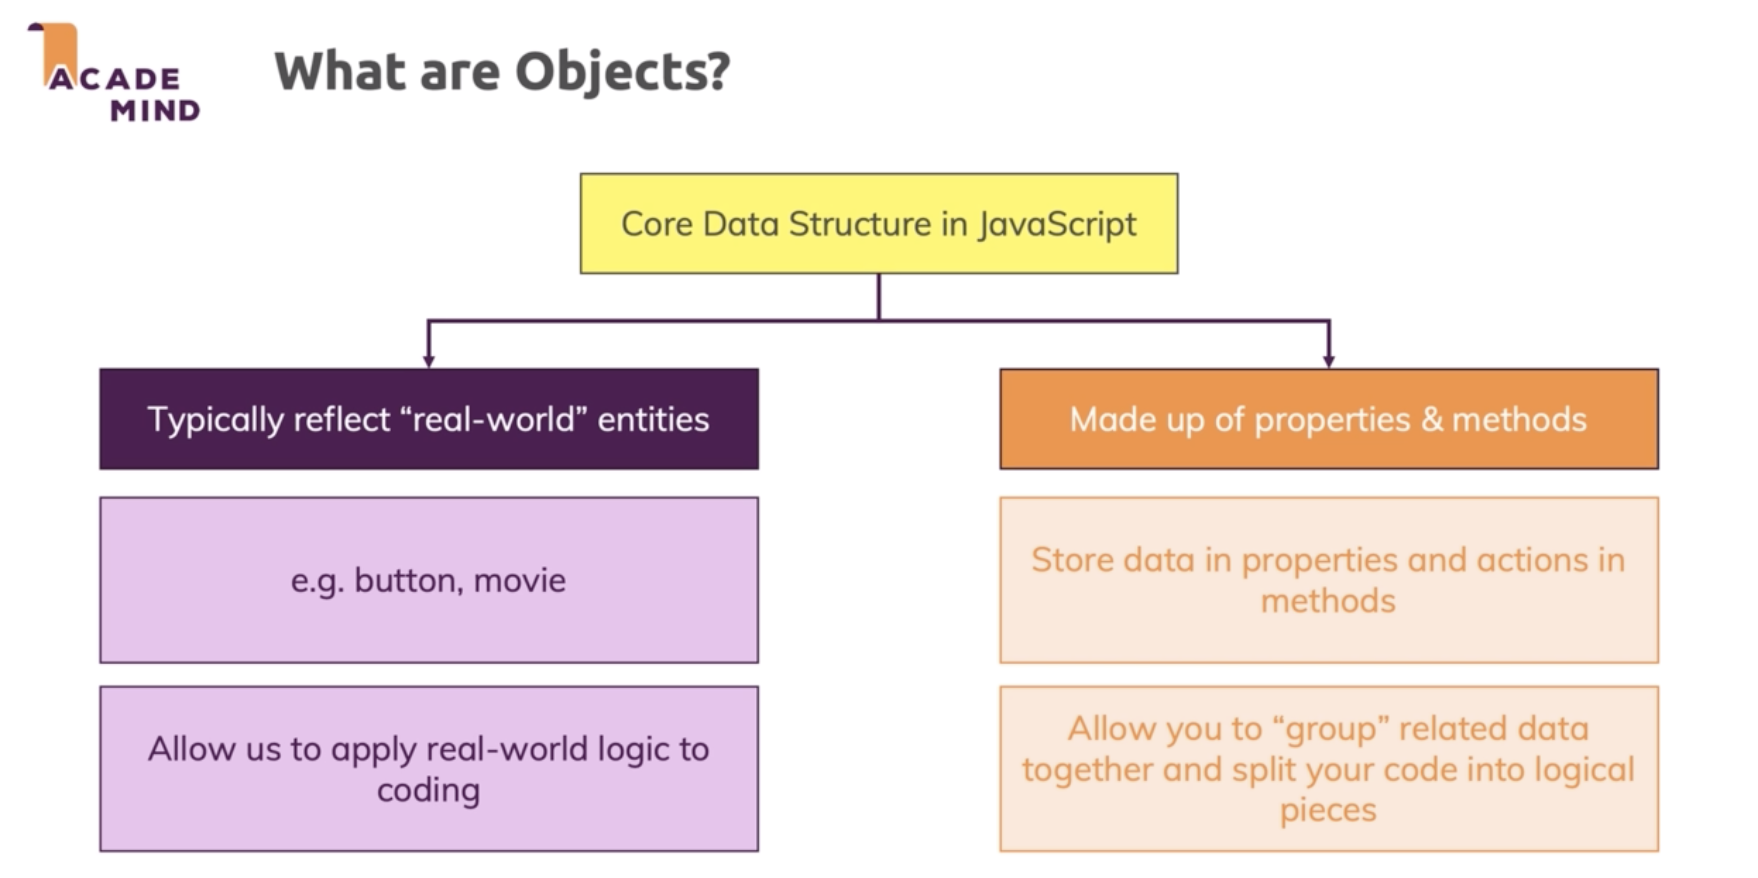 ACADE
MIND
What are Objects?
Core Data Structure in JavaScript
Typically reflect “real-world” entities
e.g. button, movie
Allow us to apply real-world logic to
coding
Made up of properties & methods
Store data in properties and actions in
methods
Allow you to “group” related data
together and split your code into logical
pieces